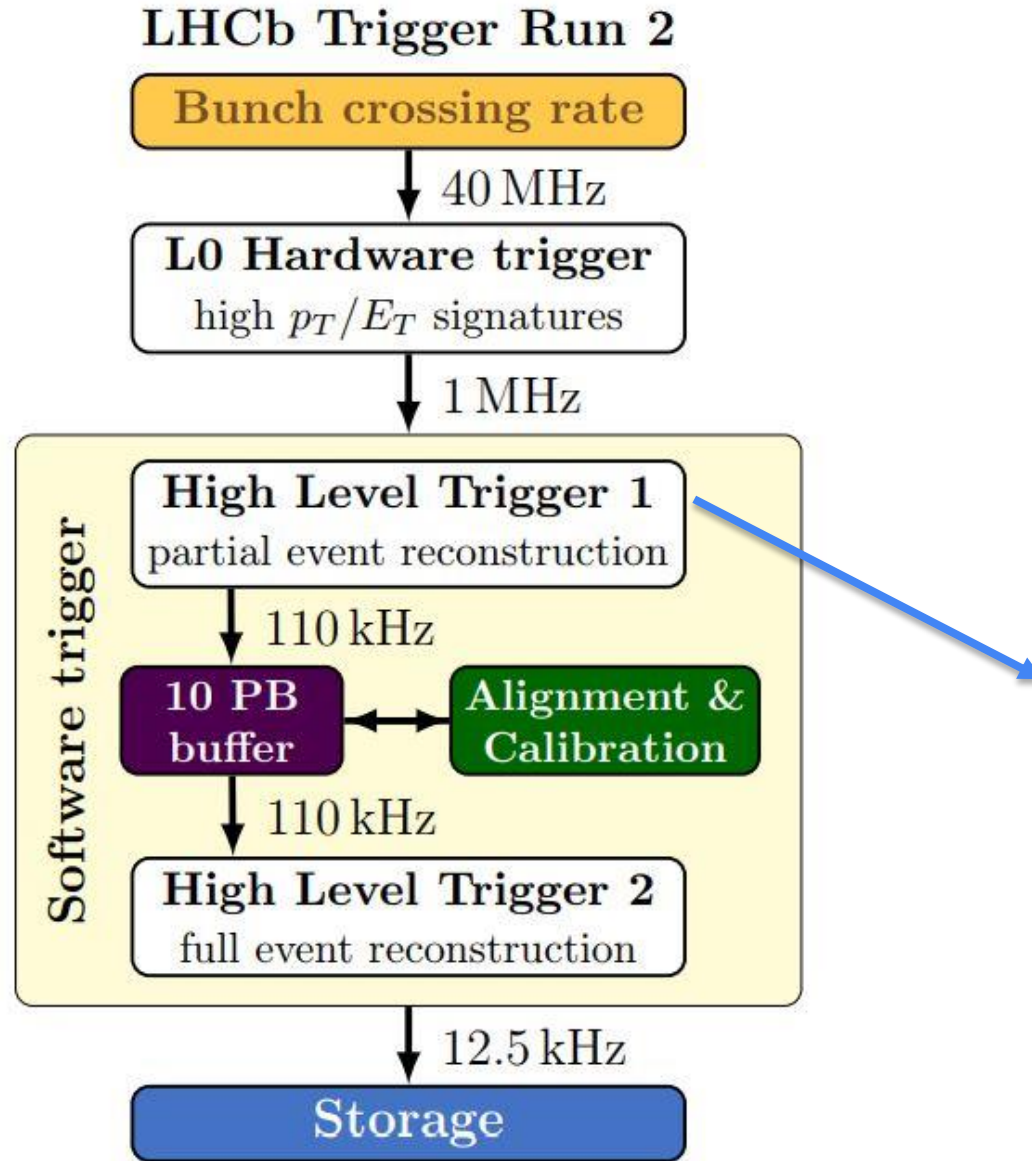 LHCb Trigger Run 2
Bunch crossing rate
40 MHz
L0 Hardware trigger
high p_T/E_T signatures
1 MHz
Software trigger
High Level Trigger 1
partial event reconstruction
110 kHz
10 PB
buffer
Alignment &
Calibration
110 kHz
High Level Trigger 2
full event reconstruction
12.5 kHz
Storage